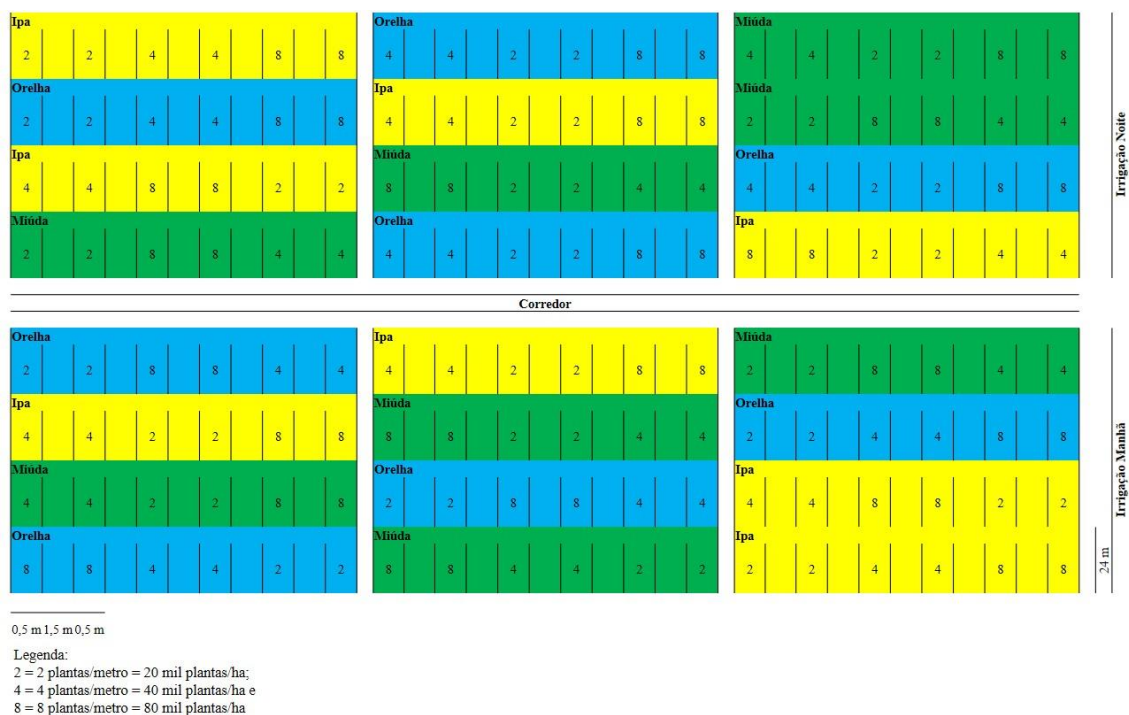 Ipa
2 2 4 4 8 8
Orelha
2 2 4 4 8 8
Ipa
4 4 8 8 2 2
Miúda
2 2 8 8 4 4
Orelha
4 4 2 2 8 8
Ipa
4 4 2 2 8 8
Miúda
8 8 2 2 4 4
Orelha
4 4 2 2 8 8
Miúda
4 4 2 2 8 8
Miúda
2 2 8 8 4 4
Orelha
4 4 2 2 8 8
Ipa
8 8 2 2 4 4
Irrigação Noite
Corredor
Orelha
2 2 8 8 4 4
Ipa
4 4 2 2 8 8
Miúda
4 4 2 2 8 8
Orelha
8 8 4 4 2 2
Ipa
4 4 2 2 8 8
Miúda
8 8 2 2 4 4
Orelha
2 2 8 8 4 4
Miúda
8 8 4 4 2 2
Miúda
2 2 8 8 4 4
Orelha
2 2 4 4 8 8
Ipa
4 4 8 8 2 2
Ipa
2 2 4 4 8 8
Irrigação Manhã
24 m
0,5 m 1,5 m 0,5 m
Legenda:
2 = 2 plantas/metro = 20 mil plantas/ha;
4 = 4 plantas/metro = 40 mil plantas/ha e
8 = 8 plantas/metro = 80 mil plantas/ha